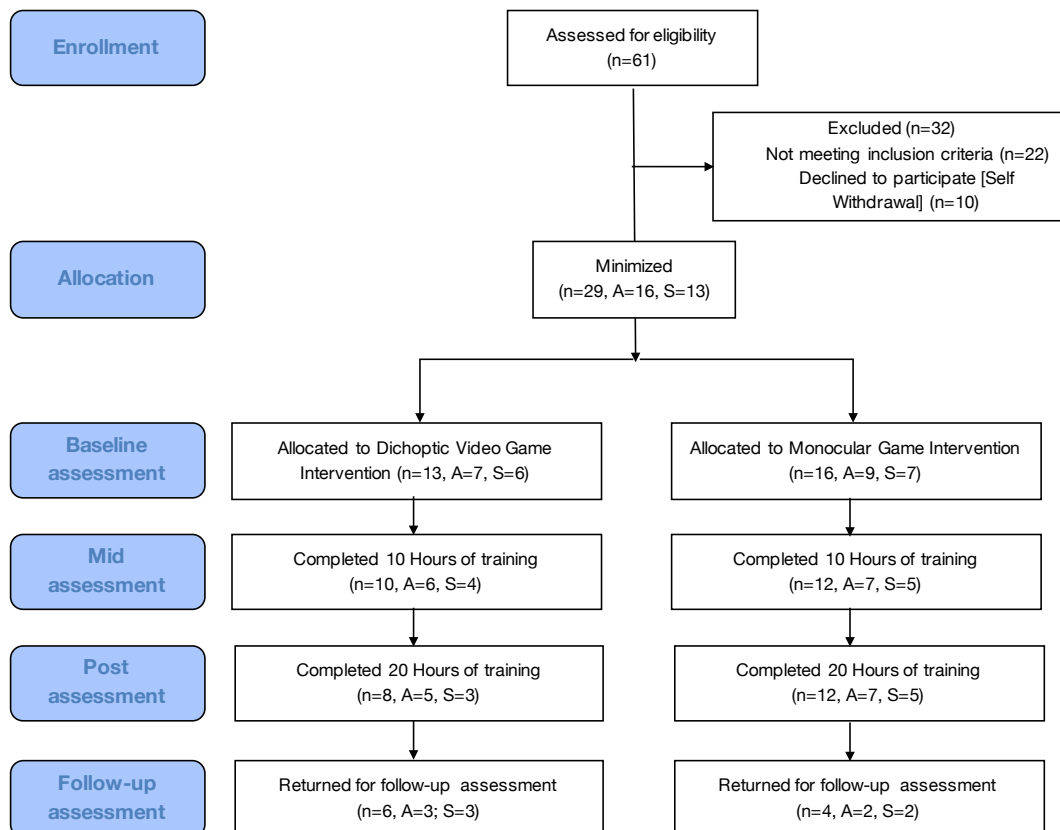 Enrollment
Assessed for eligibility
(n=61)
Excluded (n=32)
Not meeting inclusion criteria (n=22)
Declined to participate [Self
Withdrawal] (n=10)
Allocation
Minimized
(n=29, A=16, S=13)
Baseline
assessment
Allocated to Dichoptic Video Game
Intervention (n=13, A=7, S=6)
Allocated to Monocular Game Intervention
(n=16, A=9, S=7)
Mid
assessment
Completed 10 Hours of training
(n=10, A=6, S=4)
Completed 10 Hours of training
(n=12, A=7, S=5)
Post
assessment
Completed 20 Hours of training
(n=8, A=5, S=3)
Completed 20 Hours of training
(n=12, A=7, S=5)
Follow-up
assessment
Returned for follow-up assessment
(n=6, A=3; S=3)
Returned for follow-up assessment
(n=4, A=2, S=2)